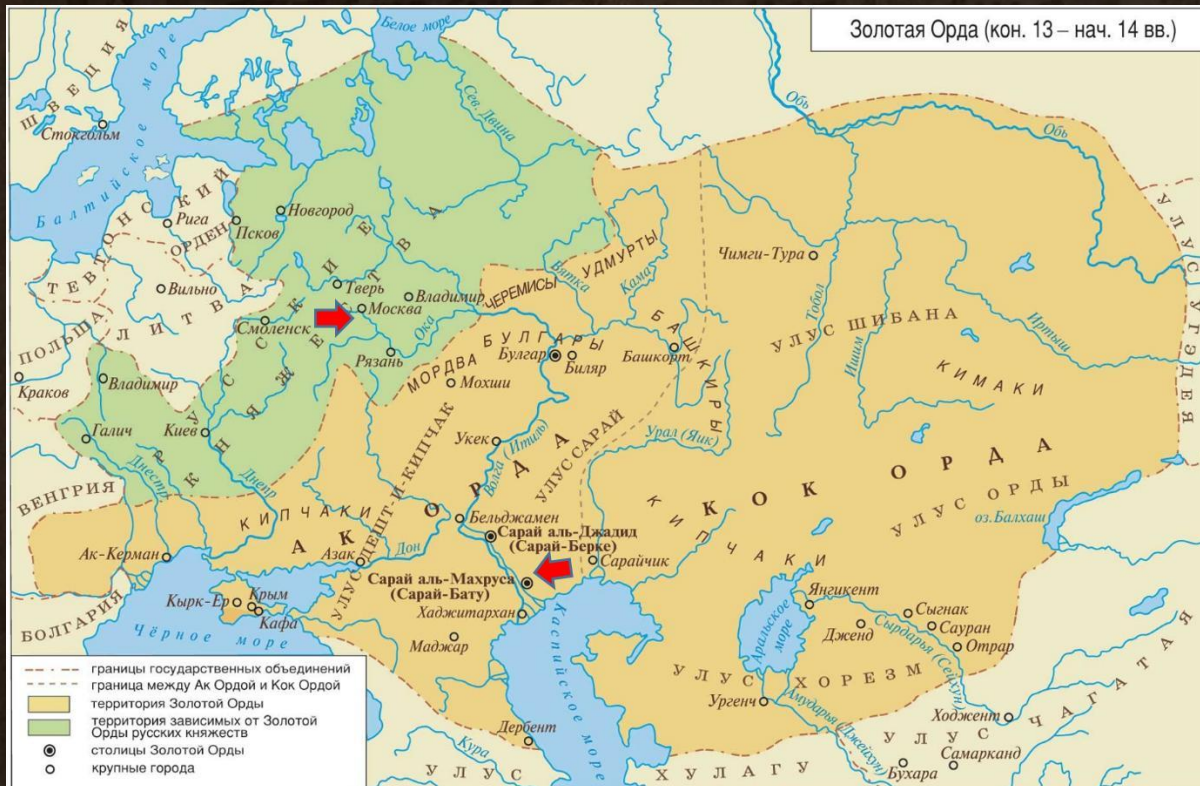 Золотая Орда (кон. 13 – нач. 14 вв.)
Белое море
ШВЕЦИЯ
Стокгольм
Балтийское море
Сев. Двина
Обь
Обь
Рига
Новгород
Псков
ТЕВТОНСКИЙ ОРДЕН
Вильно
ЛИТВА
ПОЛЬША
Краков
РУССКИЕ
КНЯЖЕСТВА
Тверь
Москва
Владимир
Смоленск
Ока
Рязань
Владимир
Галич
Киев
Днестр
Днепр
ВЕНГРИЯ
ЧЕРЕМИСЫ
УДМУРТЫ
Вятка
Кама
МОРДВА
БУЛГАРЫ
Булгар
Биляр
Мохши
БАШКИРЫ
Башкорт
Чимги-Тура
Тобол
Ишим
Иртыш
УЛУС ШИБАНА
КИМАКИ
УЛУС УГЭДЕЯ
Укек
Волга (Итиль)
Урал (Яик)
УЛУС САРАЙ
УЛУС ДЕШТ-И-КИПЧАК
КИПЧАКИ
АК ОРДА
КОК ОРДА
УЛУС ОРДЫ
КИПЧАКИ
оз.Балхаш
Бельджамен
Дон
Азак
Ак-Керман
Сарай аль-Джадид
(Сарай-Берке)
Сарай аль-Махруса
(Сарай-Бату)
Сарайчик
Хаджитархан
Маджар
Кырк-Ер
Крым
Кафа
БОЛГАРИЯ
Чёрное море
Каспийское море
Аральское море
Янгикент
Дженд
Сыгнак
Сауран
Отрар
Сырдарья (Сейхун)
УЛУС ХОРЕЗМ
Ургенч
Амударья (Джейхун)
Дербент
Кура
УЛУС ХУЛАГУ
УЛУС ЧАГАТАЯ
Ходжент
Самарканд
Бухара
границы государственных объединений
граница между Ак Ордой и Кок Ордой
территория Золотой Орды
территория зависимых от Золотой
Орды русских княжеств
столицы Золотой Орды
крупные города